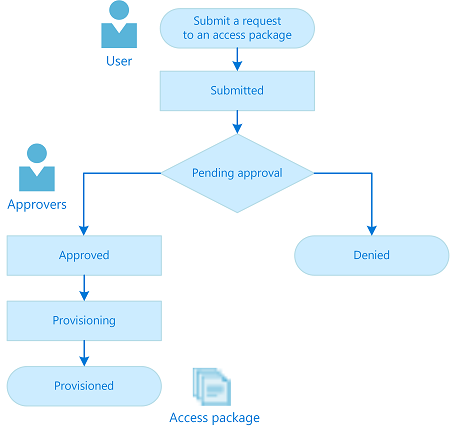 Submit a request
to an access package
User
Submitted
Pending approval
Approvers
Approved
Denied
Provisioning
Provisioned
Access package